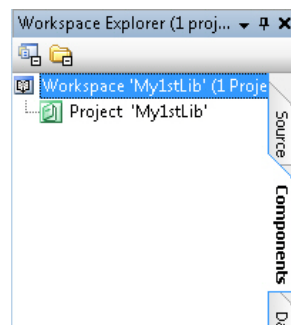 Workspace Explorer (1 proj...
Workspace 'My1stLib' (1 Proje
Project 'My1stLib'
Source
Components